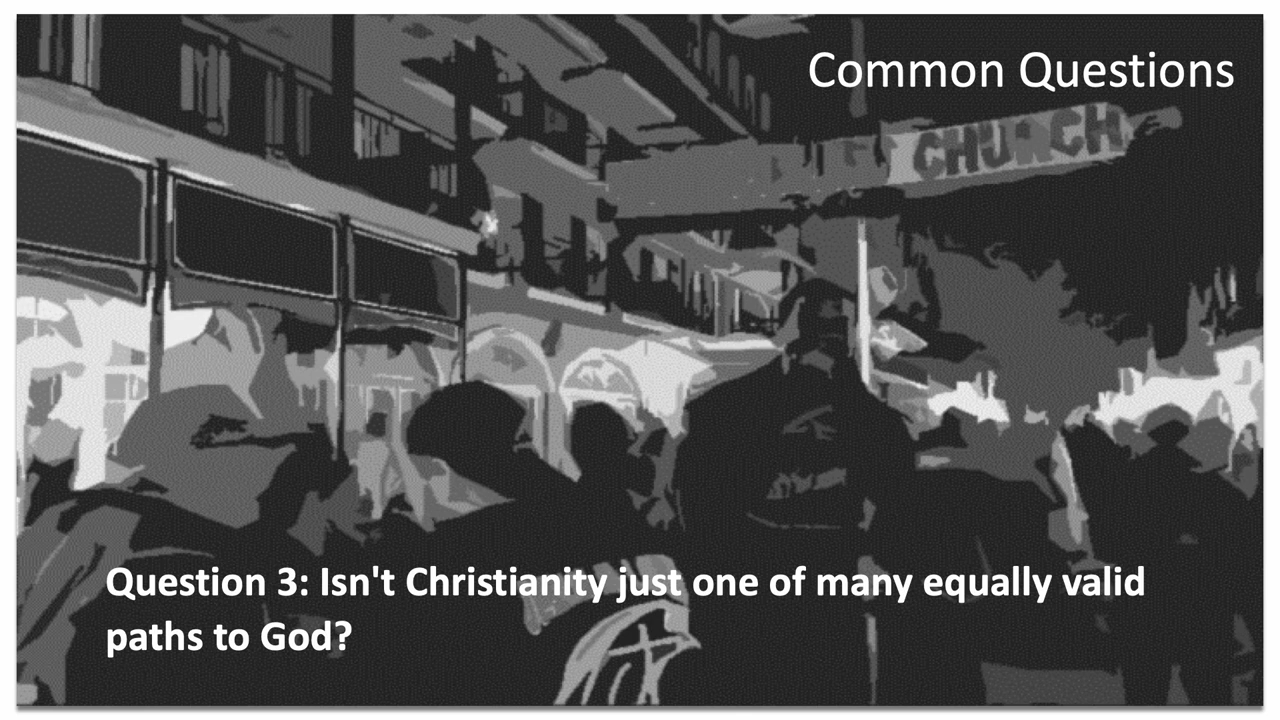 Common Questions
CHURCH
Question 3: Isn't Christianity just one of many equally valid
paths to God?